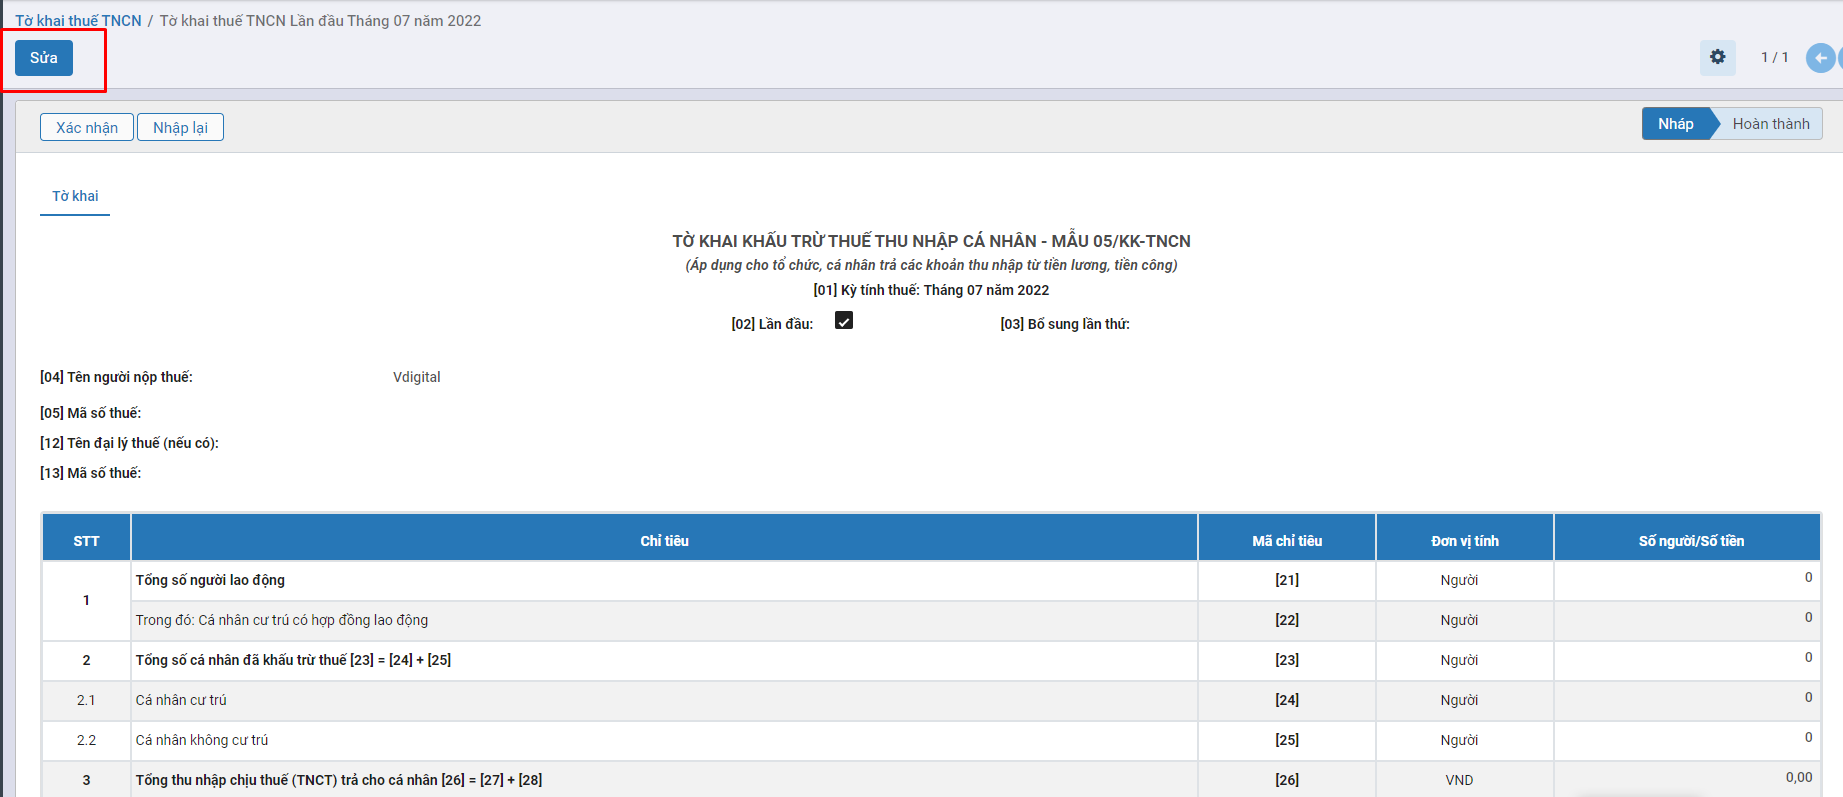 Tờ khai thuế TNCN / Tờ khai thuế TNCN Lần đầu Tháng 07 năm 2022
Sửa
1 / 1
Xác nhận Nhập lại
Nháp Hoàn thành
Tờ khai
TỜ KHAI KHẤU TRỪ THUẾ THU NHẬP CÁ NHÂN - MẪU 05/KK-TNCN
(Áp dụng cho tổ chức, cá nhân trả các khoản thu nhập từ tiền lương, tiền công)
[01] Kỳ tính thuế: Tháng 07 năm 2022
[02] Lần đầu: [03] Bổ sung lần thứ:
[04] Tên người nộp thuế: Vdigital
[05] Mã số thuế:
[12] Tên đại lý thuế (nếu có):
[13] Mã số thuế:
STT Chỉ tiêu Mã chỉ tiêu Đơn vị tính Số người/Số tiền
1 Tổng số người lao động [21] Người 0
Trong đó: Cá nhân cư trú có hợp đồng lao động [22] Người 0
2 Tổng số cá nhân đã khấu trừ thuế [23] = [24] + [25] [23] Người 0
2.1 Cá nhân cư trú [24] Người 0
2.2 Cá nhân không cư trú [25] Người 0
3 Tổng thu nhập chịu thuế (TNCT) trả cho cá nhân [26] = [27] + [28] [26] VND 0,00